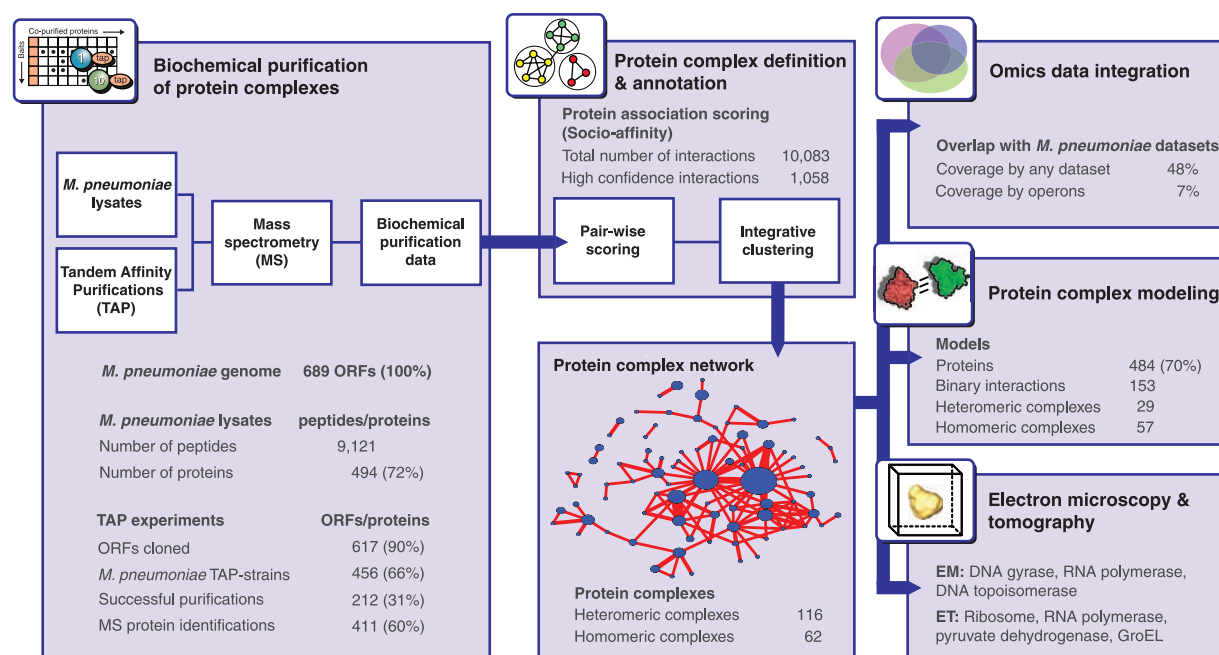 Co-purified proteins
Baits
1
tap
10
tap
Biochemical purification
of protein complexes
M. pneumoniae
lysates
Tandem Affinity
Purifications
(TAP)
Mass
spectrometry
(MS)
Biochemical
purification
data
M. pneumoniae genome 689 ORFs (100%)
M. pneumoniae lysates peptides/proteins
Number of peptides 9,121
Number of proteins 494 (72%)
TAP experiments ORFs/proteins
ORFs cloned 617 (90%)
M. pneumoniae TAP-strains 456 (66%)
Successful purifications 212 (31%)
MS protein identifications 411 (60%)
Protein complex definition
& annotation
Protein association scoring
(Socio-affinity)
Total number of interactions 10,083
High confidence interactions 1,058
Pair-wise
scoring
Integrative
clustering
Protein complex network
Protein complexes
Heteromeric complexes 116
Homomeric complexes 62
Omics data integration
Overlap with M. pneumoniae datasets
Coverage by any dataset 48%
Coverage by operons 7%
Protein complex modeling
Models
Proteins 484 (70%)
Binary interactions 153
Heteromeric complexes 29
Homomeric complexes 57
Electron microscopy &
tomography
EM: DNA gyrase, RNA polymerase,
DNA topoisomerase
ET: Ribosome, RNA polymerase,
pyruvate dehydrogenase, GroEL